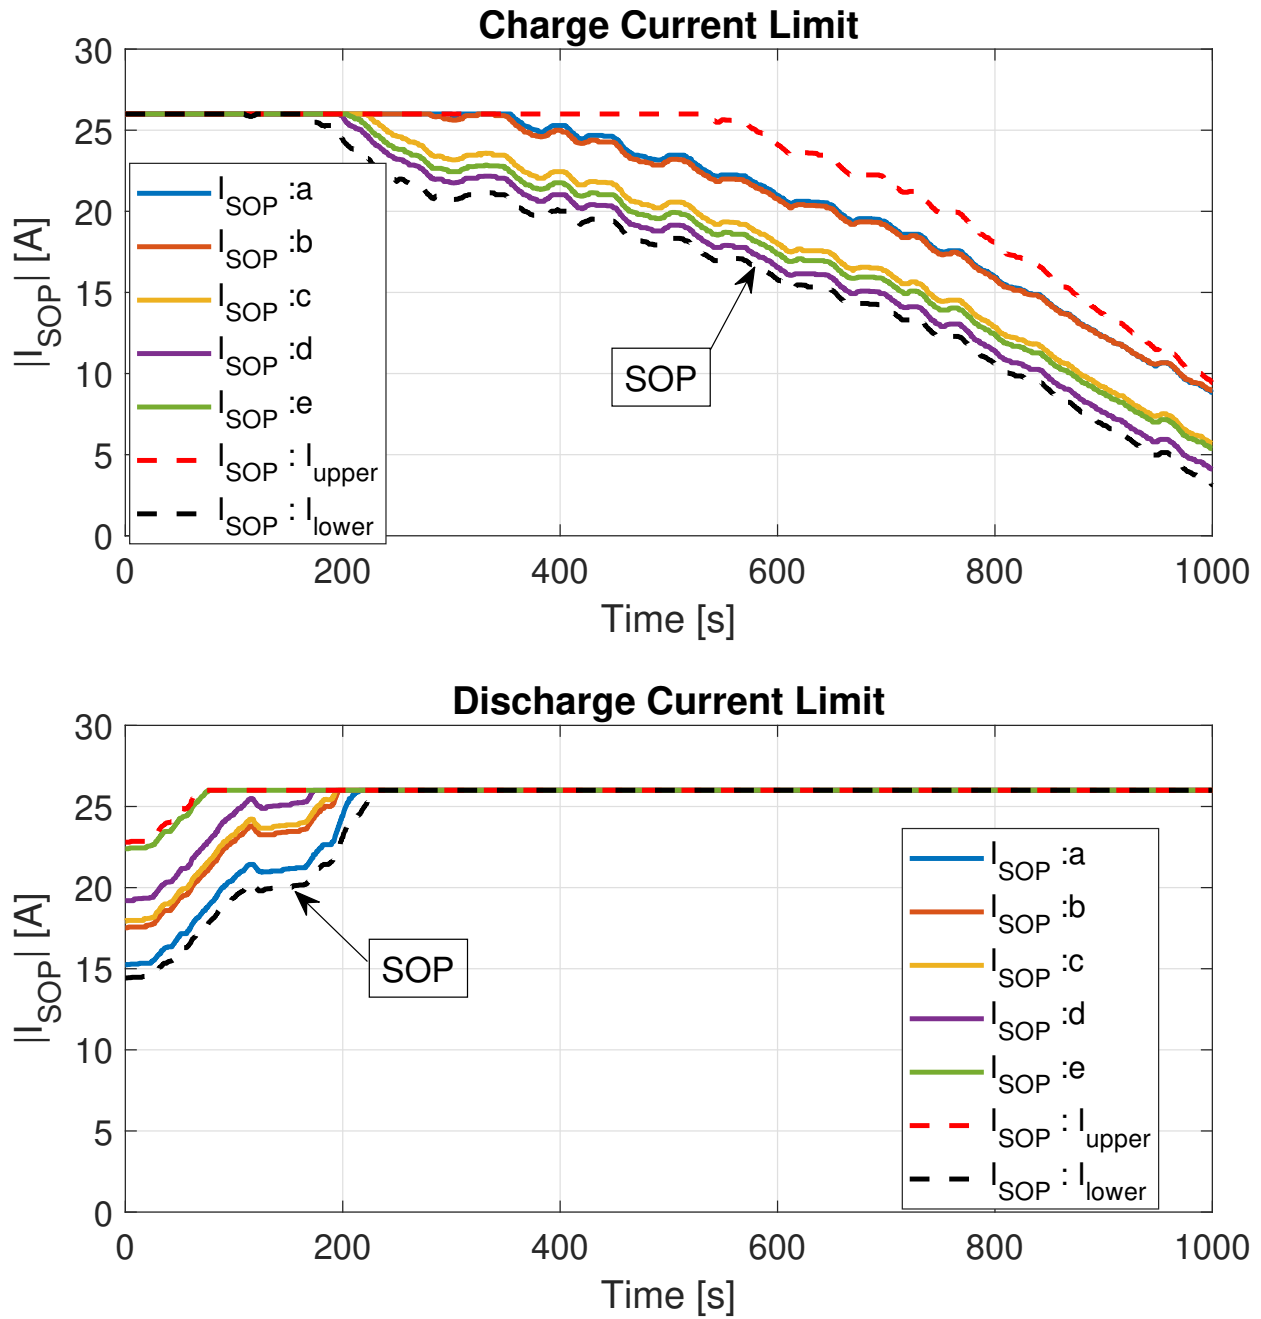 Charge Current Limit
30
25
20
15
10
5
0
|I_SOP| [A]
I_SOP :a
I_SOP :b
I_SOP :c
I_SOP :d
I_SOP :e
I_SOP : I_upper
I_SOP : I_lower
SOP
0 200 400 600 800 1000
Time [s]
Discharge Current Limit
30
25
20
15
10
5
0
|I_SOP| [A]
SOP
I_SOP :a
I_SOP :b
I_SOP :c
I_SOP :d
I_SOP :e
I_SOP : I_upper
I_SOP : I_lower
0 200 400 600 800 1000
Time [s]